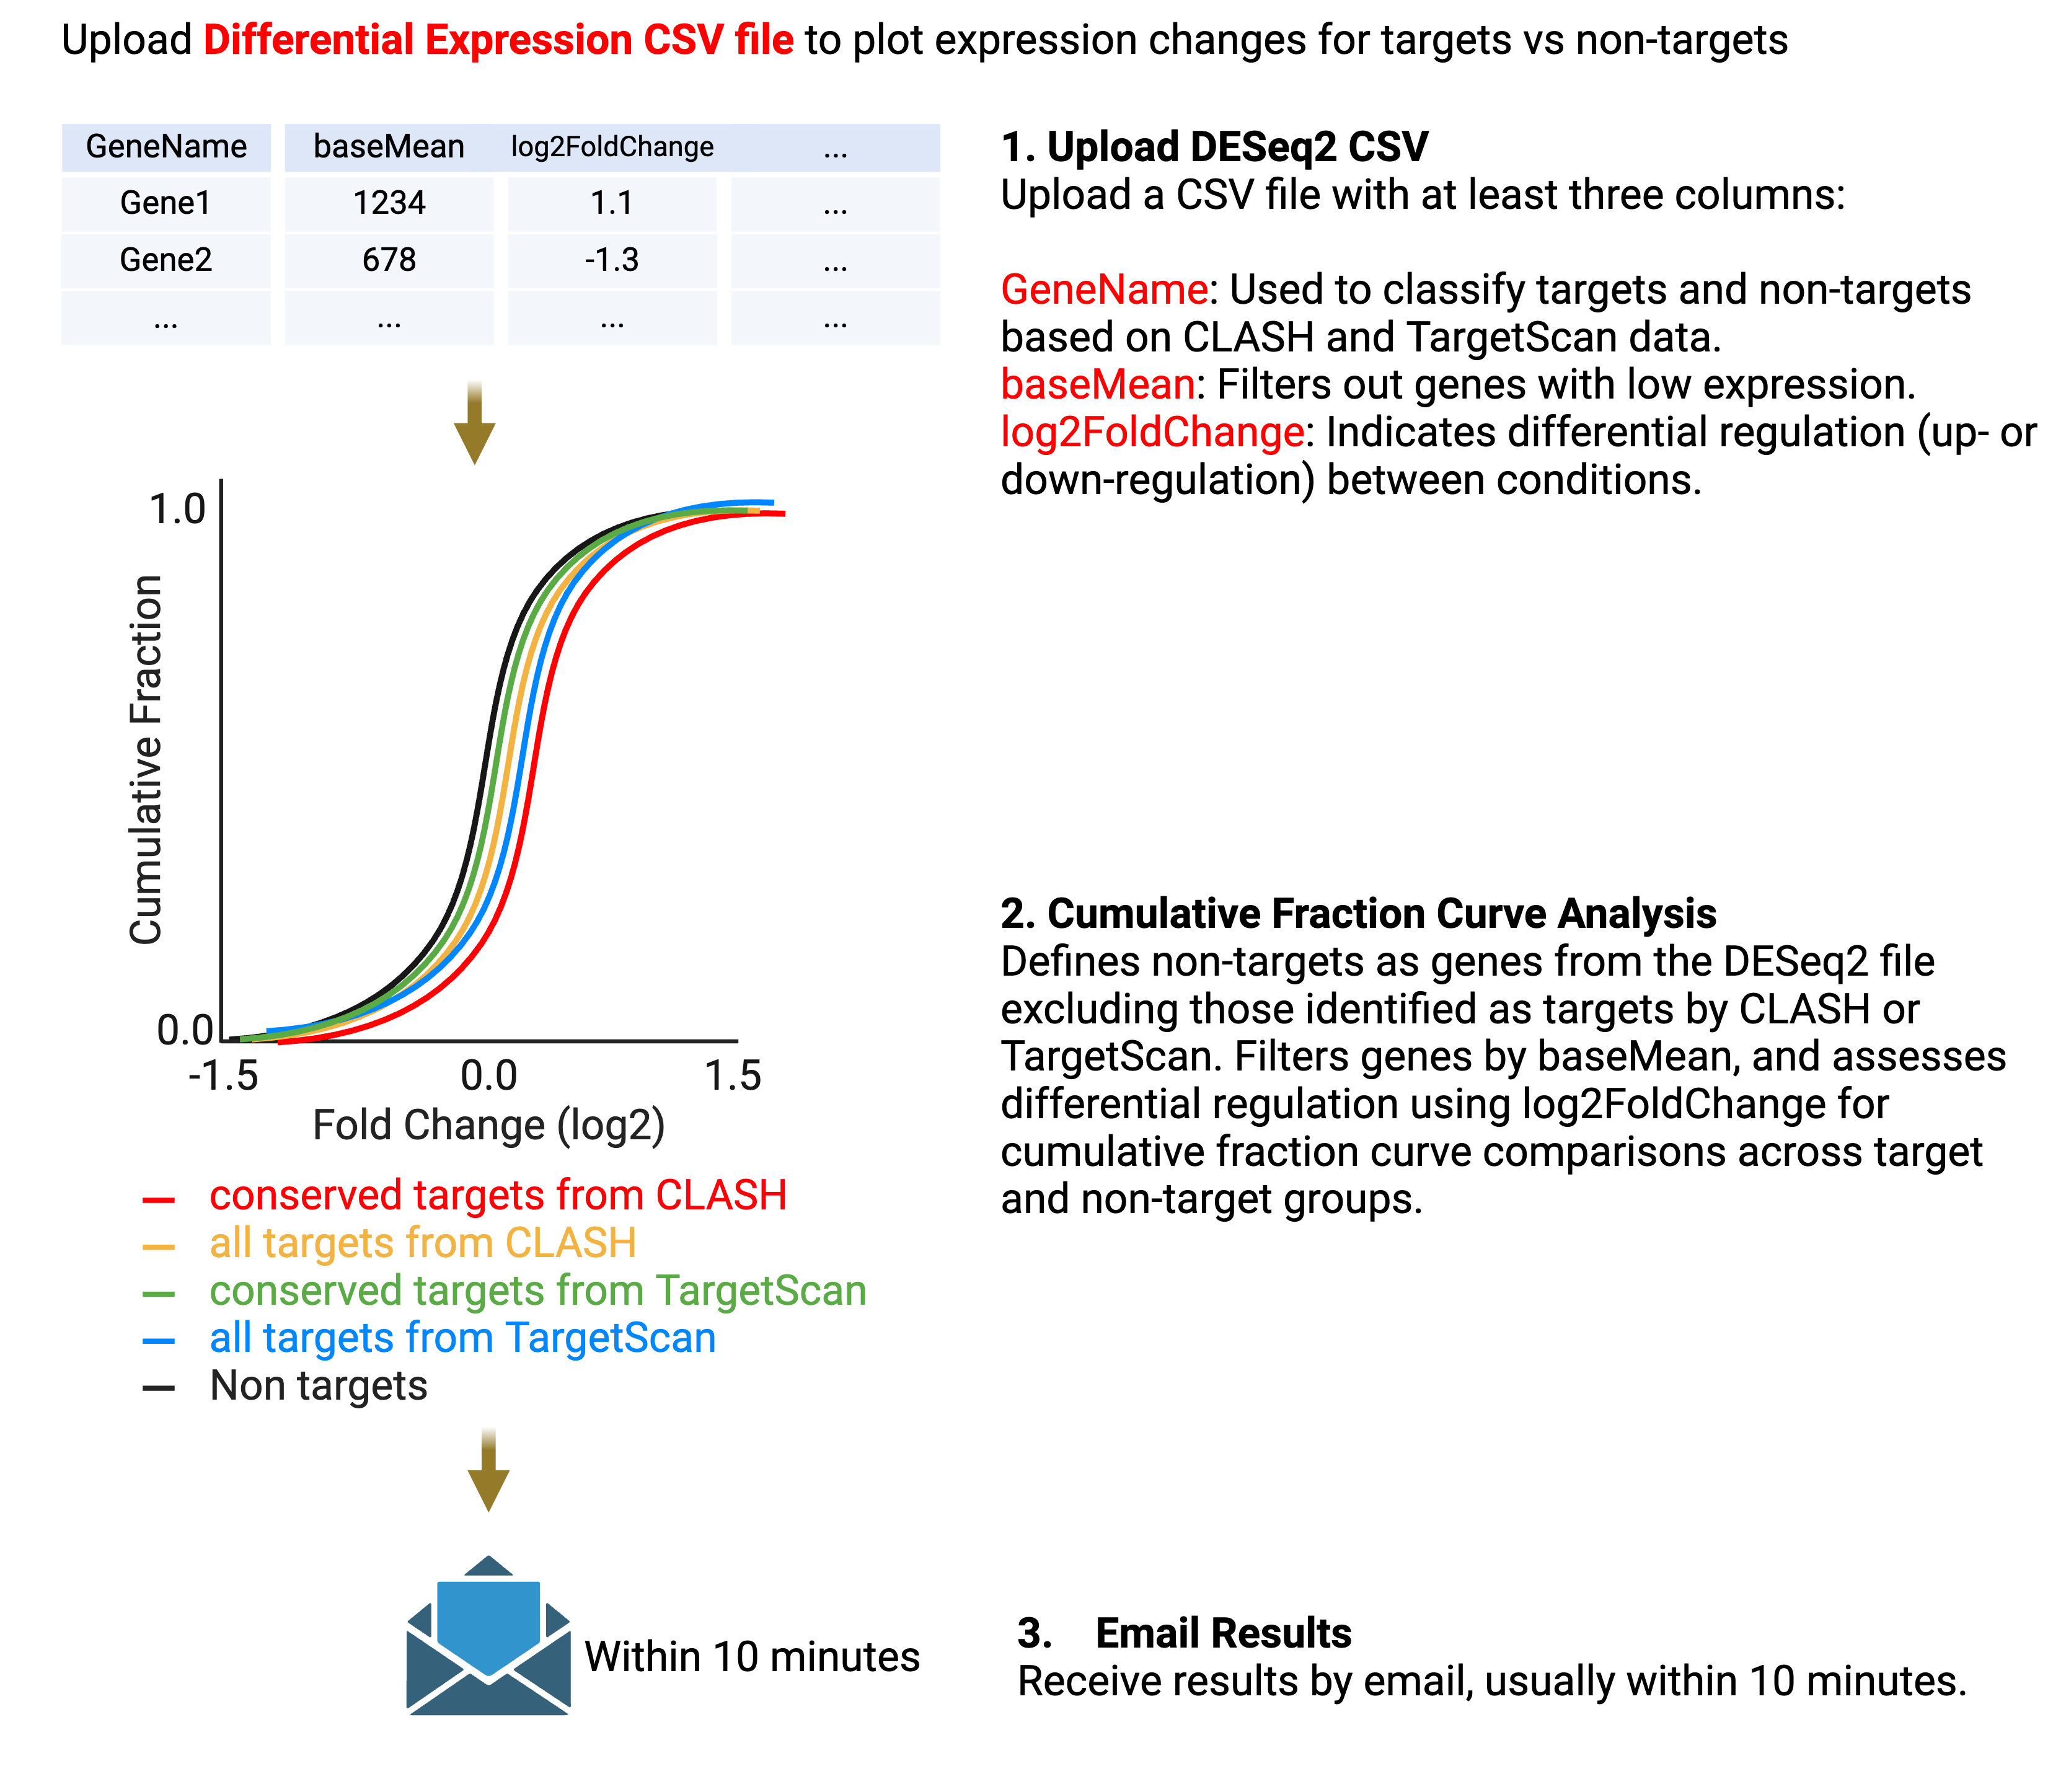 Upload Differential Expression CSV file to plot expression changes for targets vs non-targets
GeneName baseMean log2FoldChange ...
Gene1 1234 1.1 ...
Gene2 678 -1.3 ...
... ... ... ...
1. Upload DESeq2 CSV
Upload a CSV file with at least three columns:
GeneName: Used to classify targets and non-targets
based on CLASH and TargetScan data.
baseMean: Filters out genes with low expression.
log2FoldChange: Indicates differential regulation (up- or
down-regulation) between conditions.
1.0
Cumulative Fraction
0.0
-1.5 0.0 1.5
Fold Change (log2)
— conserved targets from CLASH
— all targets from CLASH
— conserved targets from TargetScan
— all targets from TargetScan
— Non targets
2. Cumulative Fraction Curve Analysis
Defines non-targets as genes from the DESeq2 file
excluding those identified as targets by CLASH or
TargetScan. Filters genes by baseMean, and assesses
differential regulation using log2FoldChange for
cumulative fraction curve comparisons across target
and non-target groups.
Within 10 minutes
3. Email Results
Receive results by email, usually within 10 minutes.